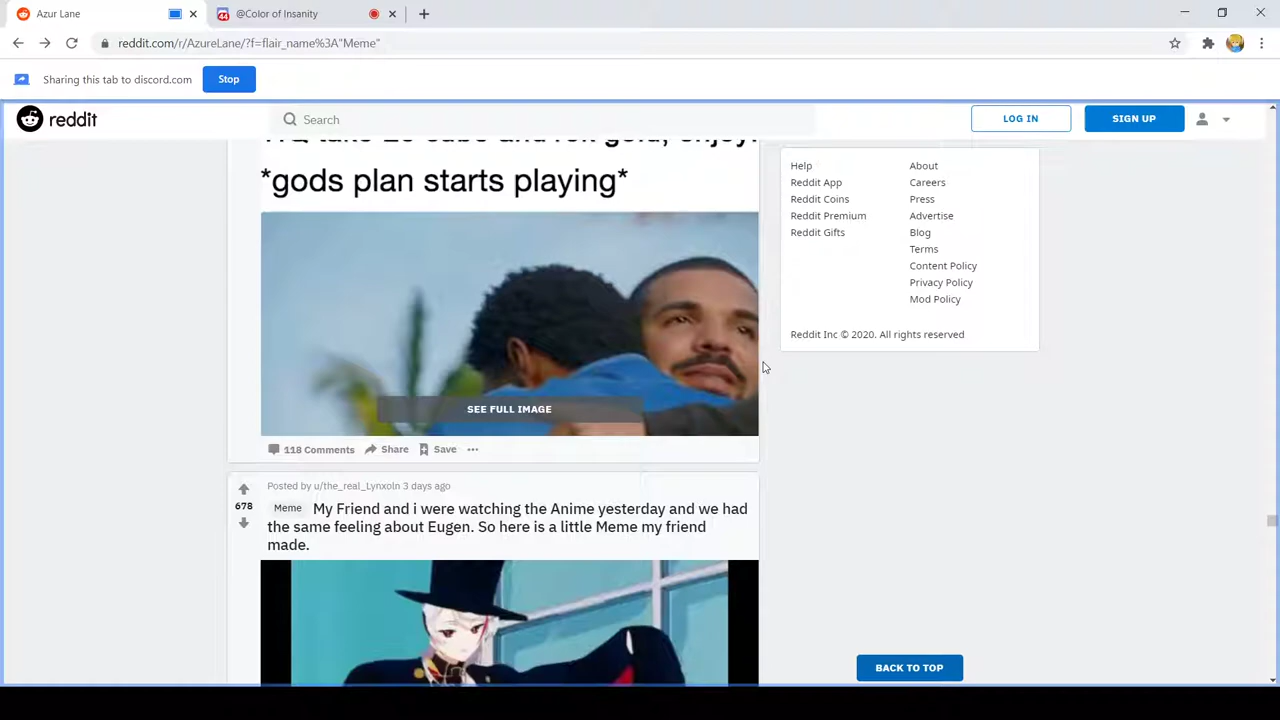 Azur Lane
@Color of Insanity
reddit.com/r/AzureLane/?f=flair_name%3A"Meme"
Sharing this tab to discord.com
Stop
reddit
Search
LOG IN
SIGN UP
*gods plan starts playing*
SEE FULL IMAGE
118 Comments
Share
Save
Posted by u/the_real_Lynxoln 3 days ago
678
Meme
My Friend and i were watching the Anime yesterday and we had
the same feeling about Eugen. So here is a little Meme my friend
made.
Help
About
Reddit App
Careers
Reddit Coins
Press
Reddit Premium
Advertise
Reddit Gifts
Blog
Terms
Content Policy
Privacy Policy
Mod Policy
Reddit Inc © 2020. All rights reserved
BACK TO TOP